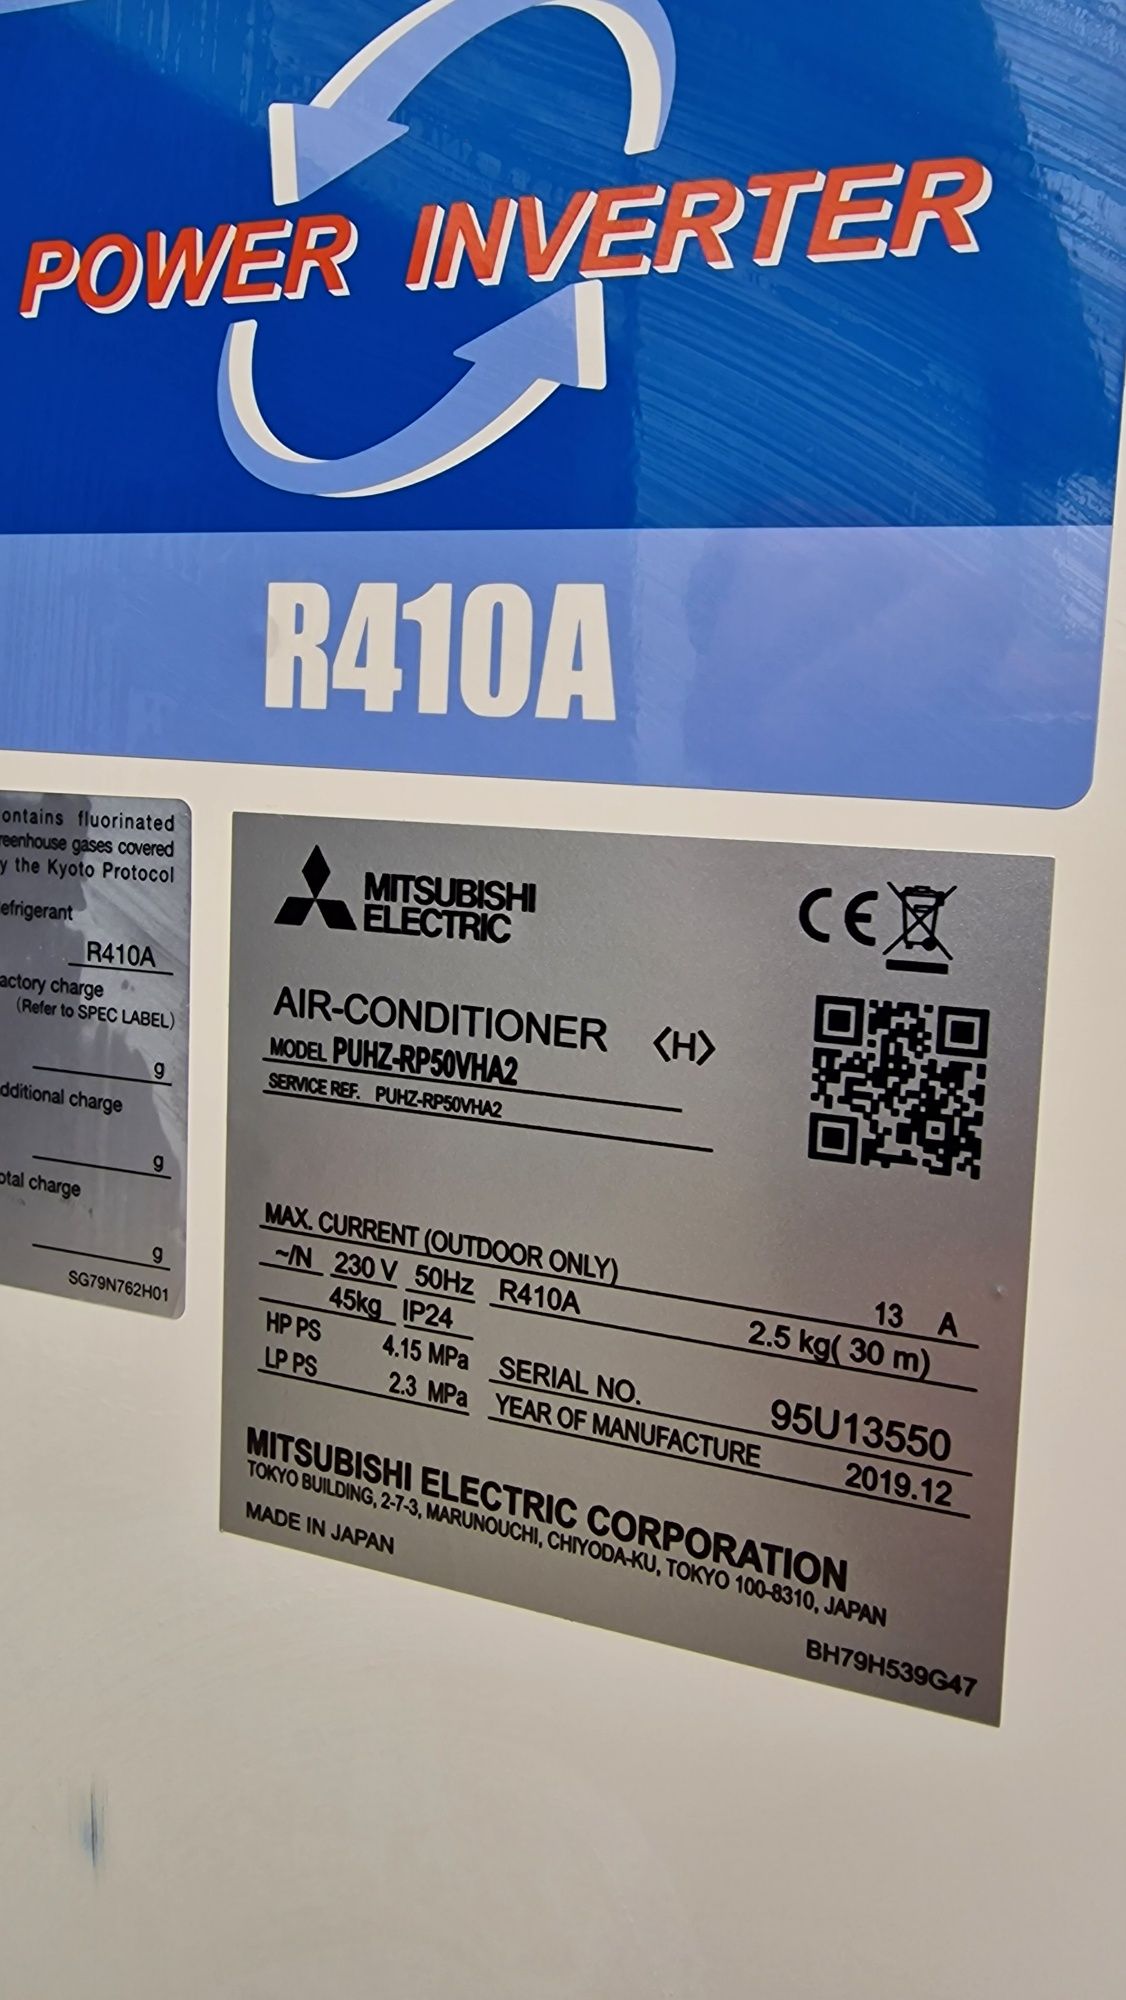 POWER INVERTER
R410A
ontains fluorinated
reenhouse gases covered
y the Kyoto Protocol
efrigerant
R410A
actory charge
(Refer to SPEC LABEL)
g
dditional charge
g
otal charge
g
SG79N762H01
MITSUBISHI
ELECTRIC
CE
AIR-CONDITIONER <H>
MODEL PUHZ-RP50VHA2
SERVICE REF. PUHZ-RP50VHA2
MAX. CURRENT (OUTDOOR ONLY) 13 A
~/N 230 V 50Hz R410A 2.5 kg( 30 m)
45kg IP24
HP PS 4.15 MPa SERIAL NO. 95U13550
LP PS 2.3 MPa YEAR OF MANUFACTURE 2019.12
MITSUBISHI ELECTRIC CORPORATION
TOKYO BUILDING, 2-7-3, MARUNOUCHI, CHIYODA-KU, TOKYO 100-8310, JAPAN
MADE IN JAPAN
BH79H539G47